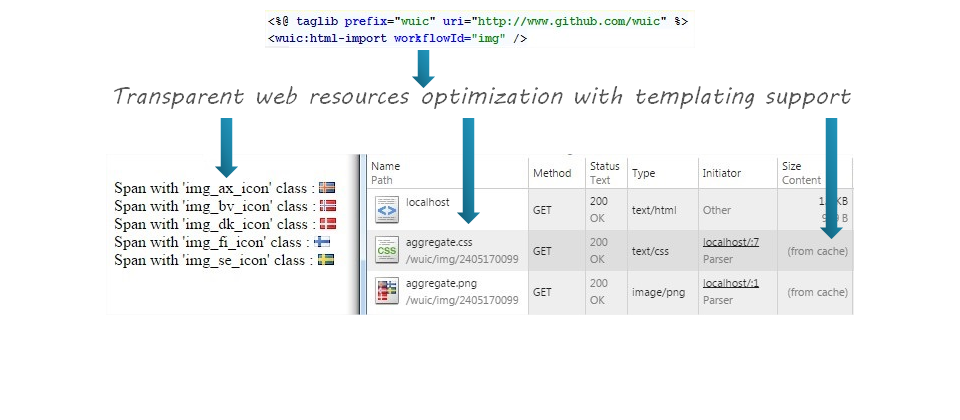 <%@ taglib prefix="wuic" uri="http://www.github.com/wuic" %>
<wuic:html-import workflowId="img" />
Transparent web resources optimization with templating support
Span with 'img_ax_icon' class :
Span with 'img_bv_icon' class :
Span with 'img_dk_icon' class :
Span with 'img_fi_icon' class :
Span with 'img_se_icon' class :
Name Method Status Type Initiator Size
Path Text Content
localhost GET 200 text/html Other KB
OK B
aggregate.css GET 200 text/css localhost/:7 (from cache)
/wuic/img/2405170099 OK Parser
CSS
aggregate.png GET 200 image/png localhost/:1 (from cache)
/wuic/img/2405170099 OK Parser